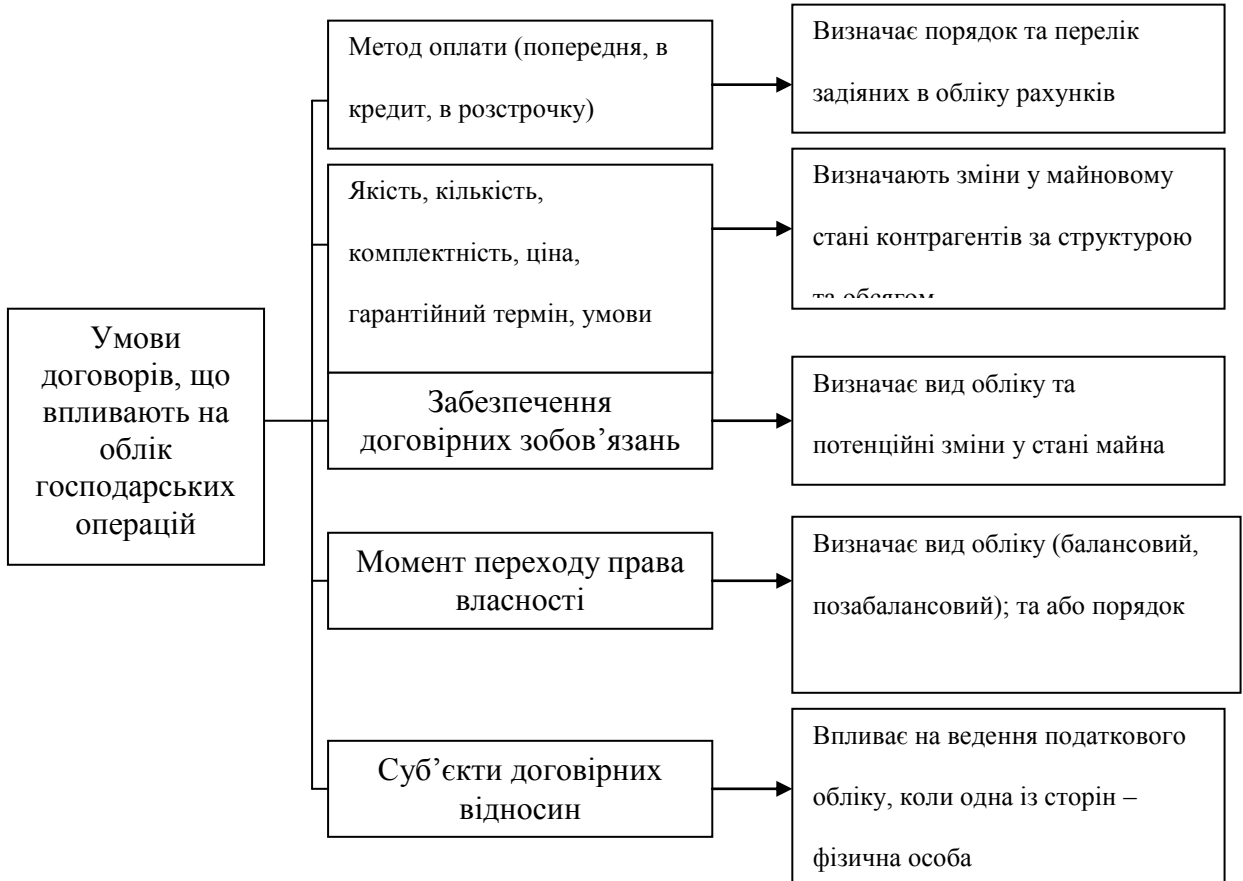 Умови
договорів, що
впливають на
облік
господарських
операцій
Метод оплати (попередня, в
кредит, в розстрочку)
Визначає порядок та перелік
задіяних в обліку рахунків
Якість, кількість,
комплектність, ціна,
гарантійний термін, умови
Визначають зміни у майновому
стані контрагентів за структурою
та обсягом
Забезпечення
договірних зобов’язань
Визначає вид обліку та
потенційні зміни у стані майна
Момент переходу права
власності
Визначає вид обліку (балансовий,
позабалансовий); та або порядок
Суб’єкти договірних
відносин
Впливає на ведення податкового
обліку, коли одна із сторін –
фізична особа